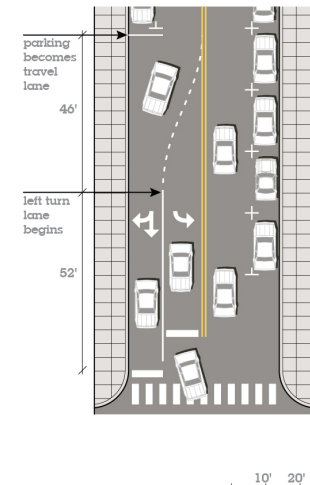 parking
becomes
travel
lane
46'
left turn
lane
begins
52'
10' 20'